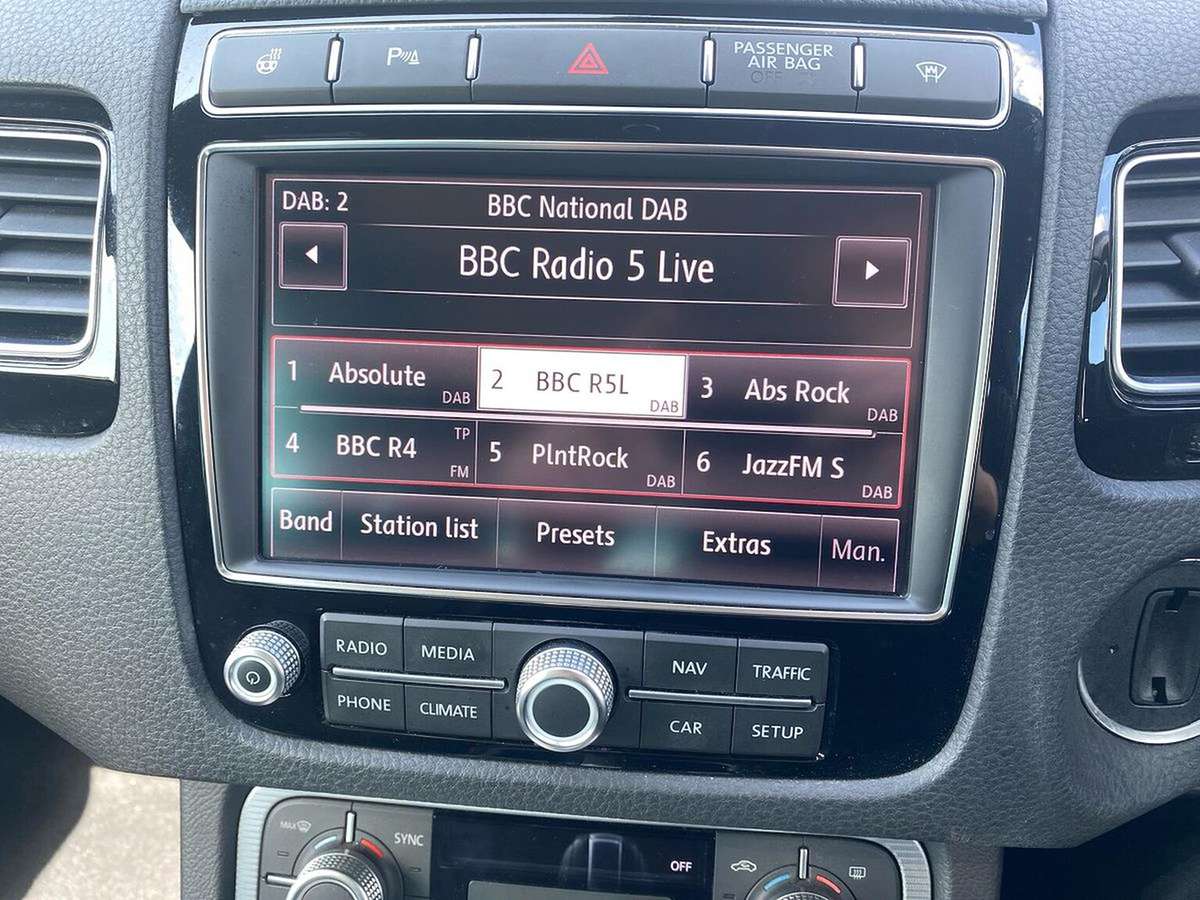 PASSENGER
AIR BAG
OFF
DAB: 2 BBC National DAB
BBC Radio 5 Live
1 Absolute DAB 2 BBC R5L DAB 3 Abs Rock DAB
4 BBC R4 TP FM 5 PlntRock DAB 6 JazzFM S DAB
Band Station list Presets Extras Man.
RADIO MEDIA NAV TRAFFIC
PHONE CLIMATE CAR SETUP
MAX SYNC OFF